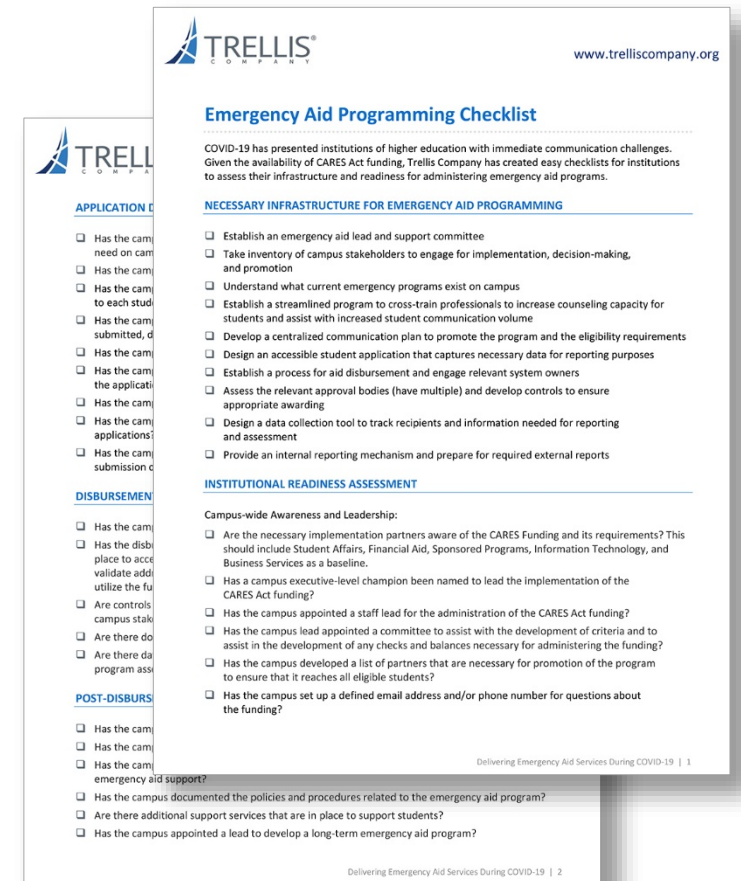 TRELLIS®
COMPANY
www.trelliscompany.org
Emergency Aid Programming Checklist
COVID-19 has presented institutions of higher education with immediate communication challenges.
Given the availability of CARES Act funding, Trellis Company has created easy checklists for institutions
to assess their infrastructure and readiness for administering emergency aid programs.
NECESSARY INFRASTRUCTURE FOR EMERGENCY AID PROGRAMMING
❑ Establish an emergency aid lead and support committee
❑ Take inventory of campus stakeholders to engage for implementation, decision-making,
and promotion
❑ Understand what current emergency programs exist on campus
❑ Establish a streamlined program to cross-train professionals to increase counseling capacity for
students and assist with increased student communication volume
❑ Develop a centralized communication plan to promote the program and the eligibility requirements
❑ Design an accessible student application that captures necessary data for reporting purposes
❑ Establish a process for aid disbursement and engage relevant system owners
❑ Assess the relevant approval bodies (have multiple) and develop controls to ensure
appropriate awarding
❑ Design a data collection tool to track recipients and information needed for reporting
and assessment
❑ Provide an internal reporting mechanism and prepare for required external reports
INSTITUTIONAL READINESS ASSESSMENT
Campus-wide Awareness and Leadership:
❑ Are the necessary implementation partners aware of the CARES Funding and its requirements? This
should include Student Affairs, Financial Aid, Sponsored Programs, Information Technology, and
Business Services as a baseline.
❑ Has a campus executive-level champion been named to lead the implementation of the
CARES Act funding?
❑ Has the campus appointed a staff lead for the administration of the CARES Act funding?
❑ Has the campus lead appointed a committee to assist with the development of criteria and to
assist in the development of any checks and balances necessary for administering the funding?
❑ Has the campus developed a list of partners that are necessary for promotion of the program
to ensure that it reaches all eligible students?
❑ Has the campus set up a defined email address and/or phone number for questions about
the funding?
Delivering Emergency Aid Services During COVID-19 | 1
TRELL
COMPA
APPLICATION D
❑ Has the cam
need on cam
❑ Has the cam
❑ Has the cam
to each stud
❑ Has the cam
submitted, d
❑ Has the cam
❑ Has the cam
the applicati
❑ Has the cam
❑ Has the cam
applications?
❑ Has the cam
submission
DISBURSEMEN
❑ Has the cam
❑ Has the disb
place to acce
validate add
utilize the fu
❑ Are controls
campus stak
❑ Are there do
❑ Are there da
program ass
POST-DISBURS
❑ Has the cam
❑ Has the cam
❑ Has the cam
emergency aid support?
❑ Has the campus documented the policies and procedures related to the emergency aid program?
❑ Are there additional support services that are in place to support students?
❑ Has the campus appointed a lead to develop a long-term emergency aid program?
Delivering Emergency Aid Services During COVID-19 | 2